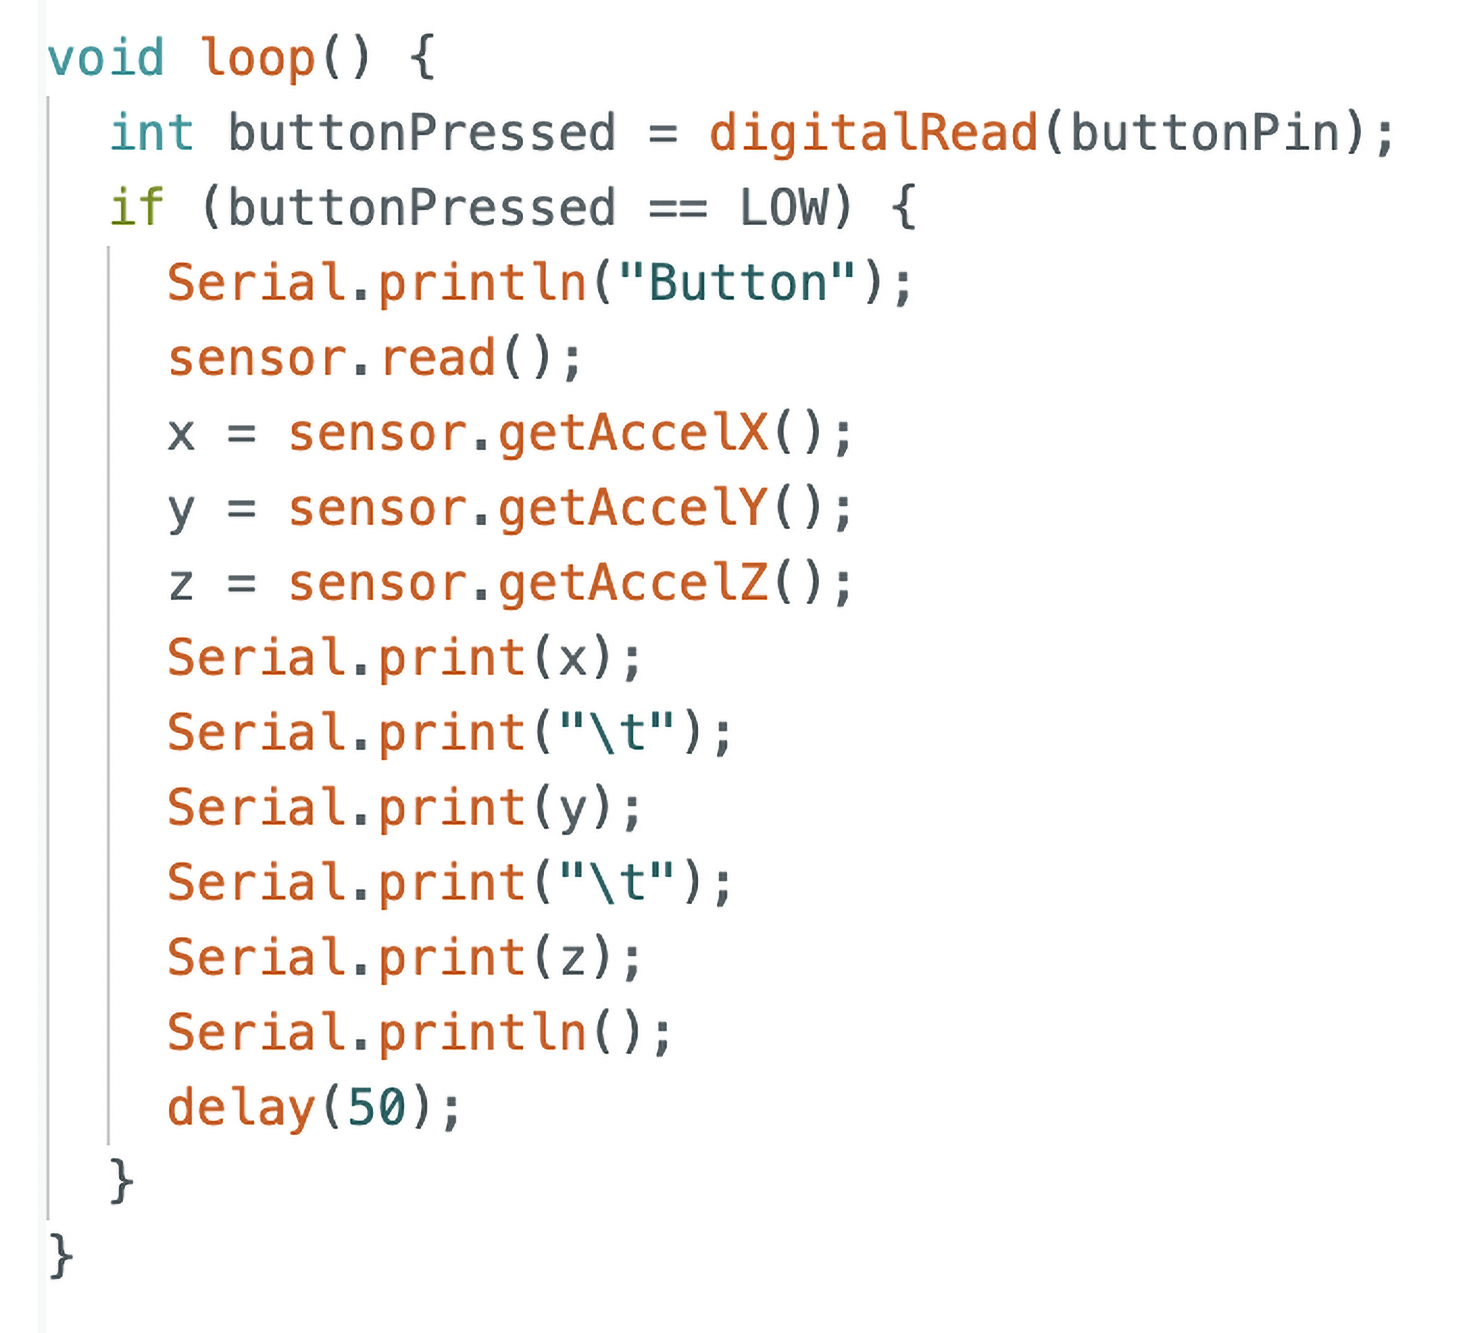 void loop() {
  int buttonPressed = digitalRead(buttonPin);
  if (buttonPressed == LOW) {
    Serial.println("Button");
    sensor.read();
    x = sensor.getAccelX();
    y = sensor.getAccelY();
    z = sensor.getAccelZ();
    Serial.print(x);
    Serial.print("\t");
    Serial.print(y);
    Serial.print("\t");
    Serial.print(z);
    Serial.println();
    delay(50);
  }
}